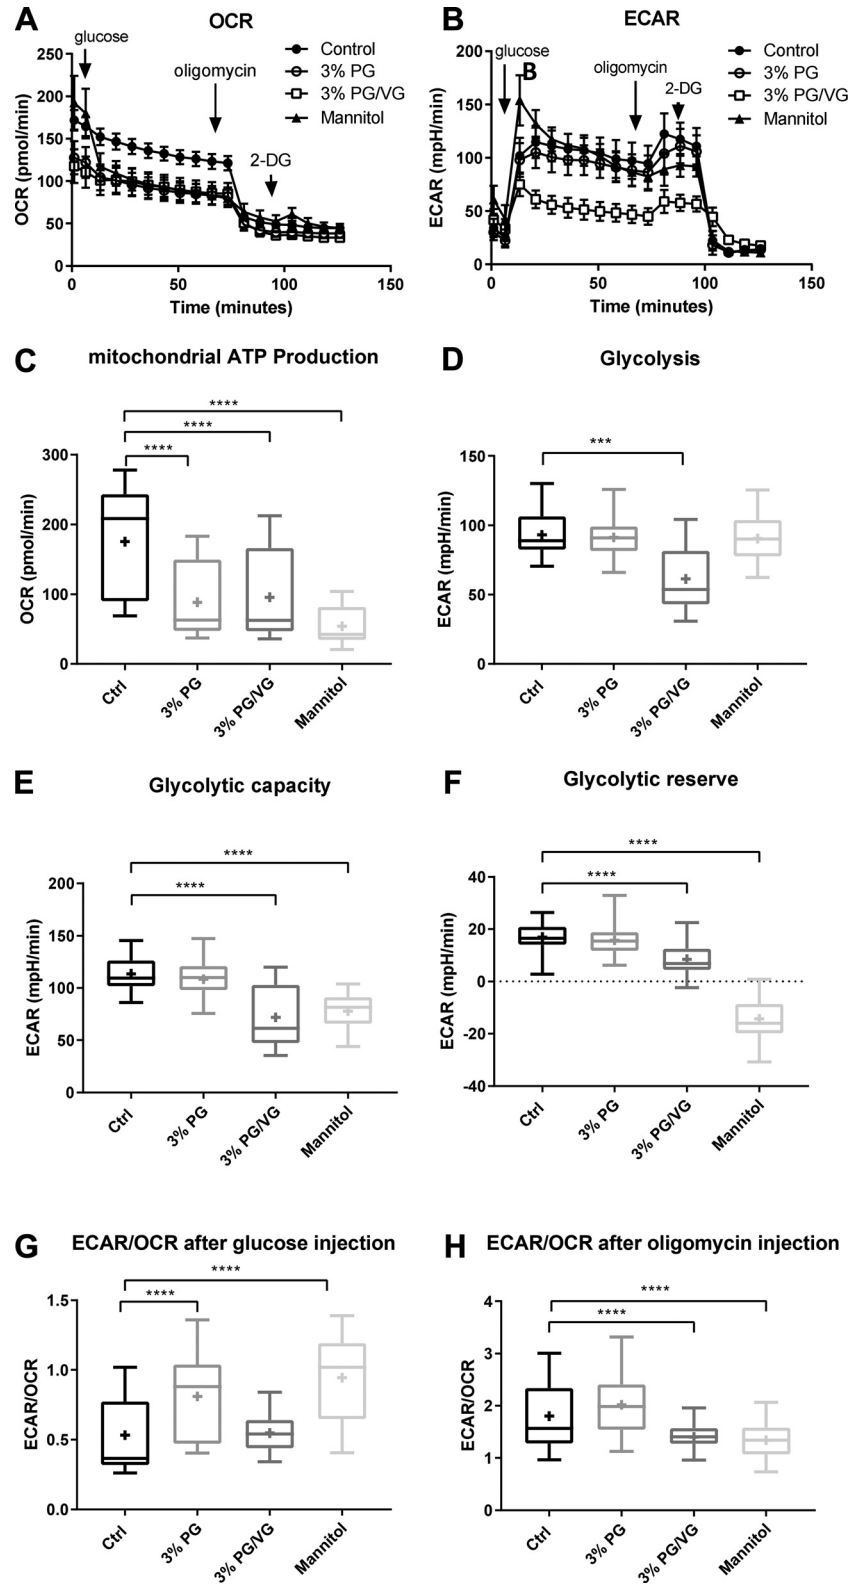 A
OCR
glucose
oligomycin
2-DG
Control
3% PG
3% PG/VG
Mannitol
OCR (pmol/min)
250
200
150
100
50
0
0 50 100 150
Time (minutes)
B
ECAR
glucose
B
oligomycin
2-DG
Control
3% PG
3% PG/VG
Mannitol
ECAR (mpH/min)
200
150
100
50
0
0 50 100 150
Time (minutes)
C
mitochondrial ATP Production
****
****
****
OCR (pmol/min)
300
200
100
0
Ctrl
3% PG
3% PG/VG
Mannitol
D
Glycolysis
***
ECAR (mpH/min)
150
100
50
0
Ctrl
3% PG
3% PG/VG
Mannitol
E
Glycolytic capacity
****
****
ECAR (mpH/min)
200
150
100
50
0
Ctrl
3% PG
3% PG/VG
Mannitol
F
Glycolytic reserve
****
****
ECAR (mpH/min)
40
20
0
-20
-40
Ctrl
3% PG
3% PG/VG
Mannitol
G
ECAR/OCR after glucose injection
****
****
ECAR/OCR
1.5
1.0
0.5
0.0
Ctrl
3% PG
3% PG/VG
Mannitol
H
ECAR/OCR after oligomycin injection
****
****
ECAR/OCR
4
3
2
1
0
Ctrl
3% PG
3% PG/VG
Mannitol